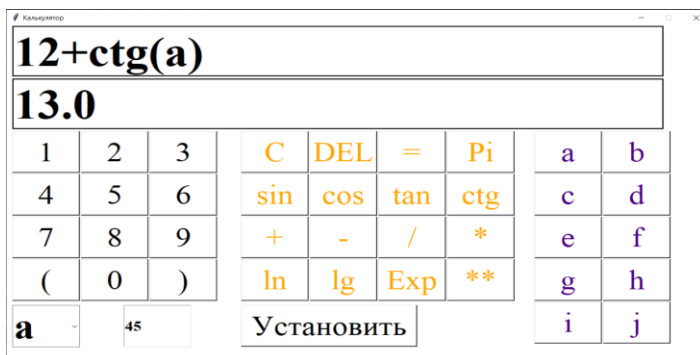 Калькулятор
12+ctg(a)
13.0
1 2 3 C DEL = Pi a b
4 5 6 sin cos tan ctg c d
7 8 9 + - / * e f
( 0 ) ln lg Exp ** g h
a 45 Установить i j